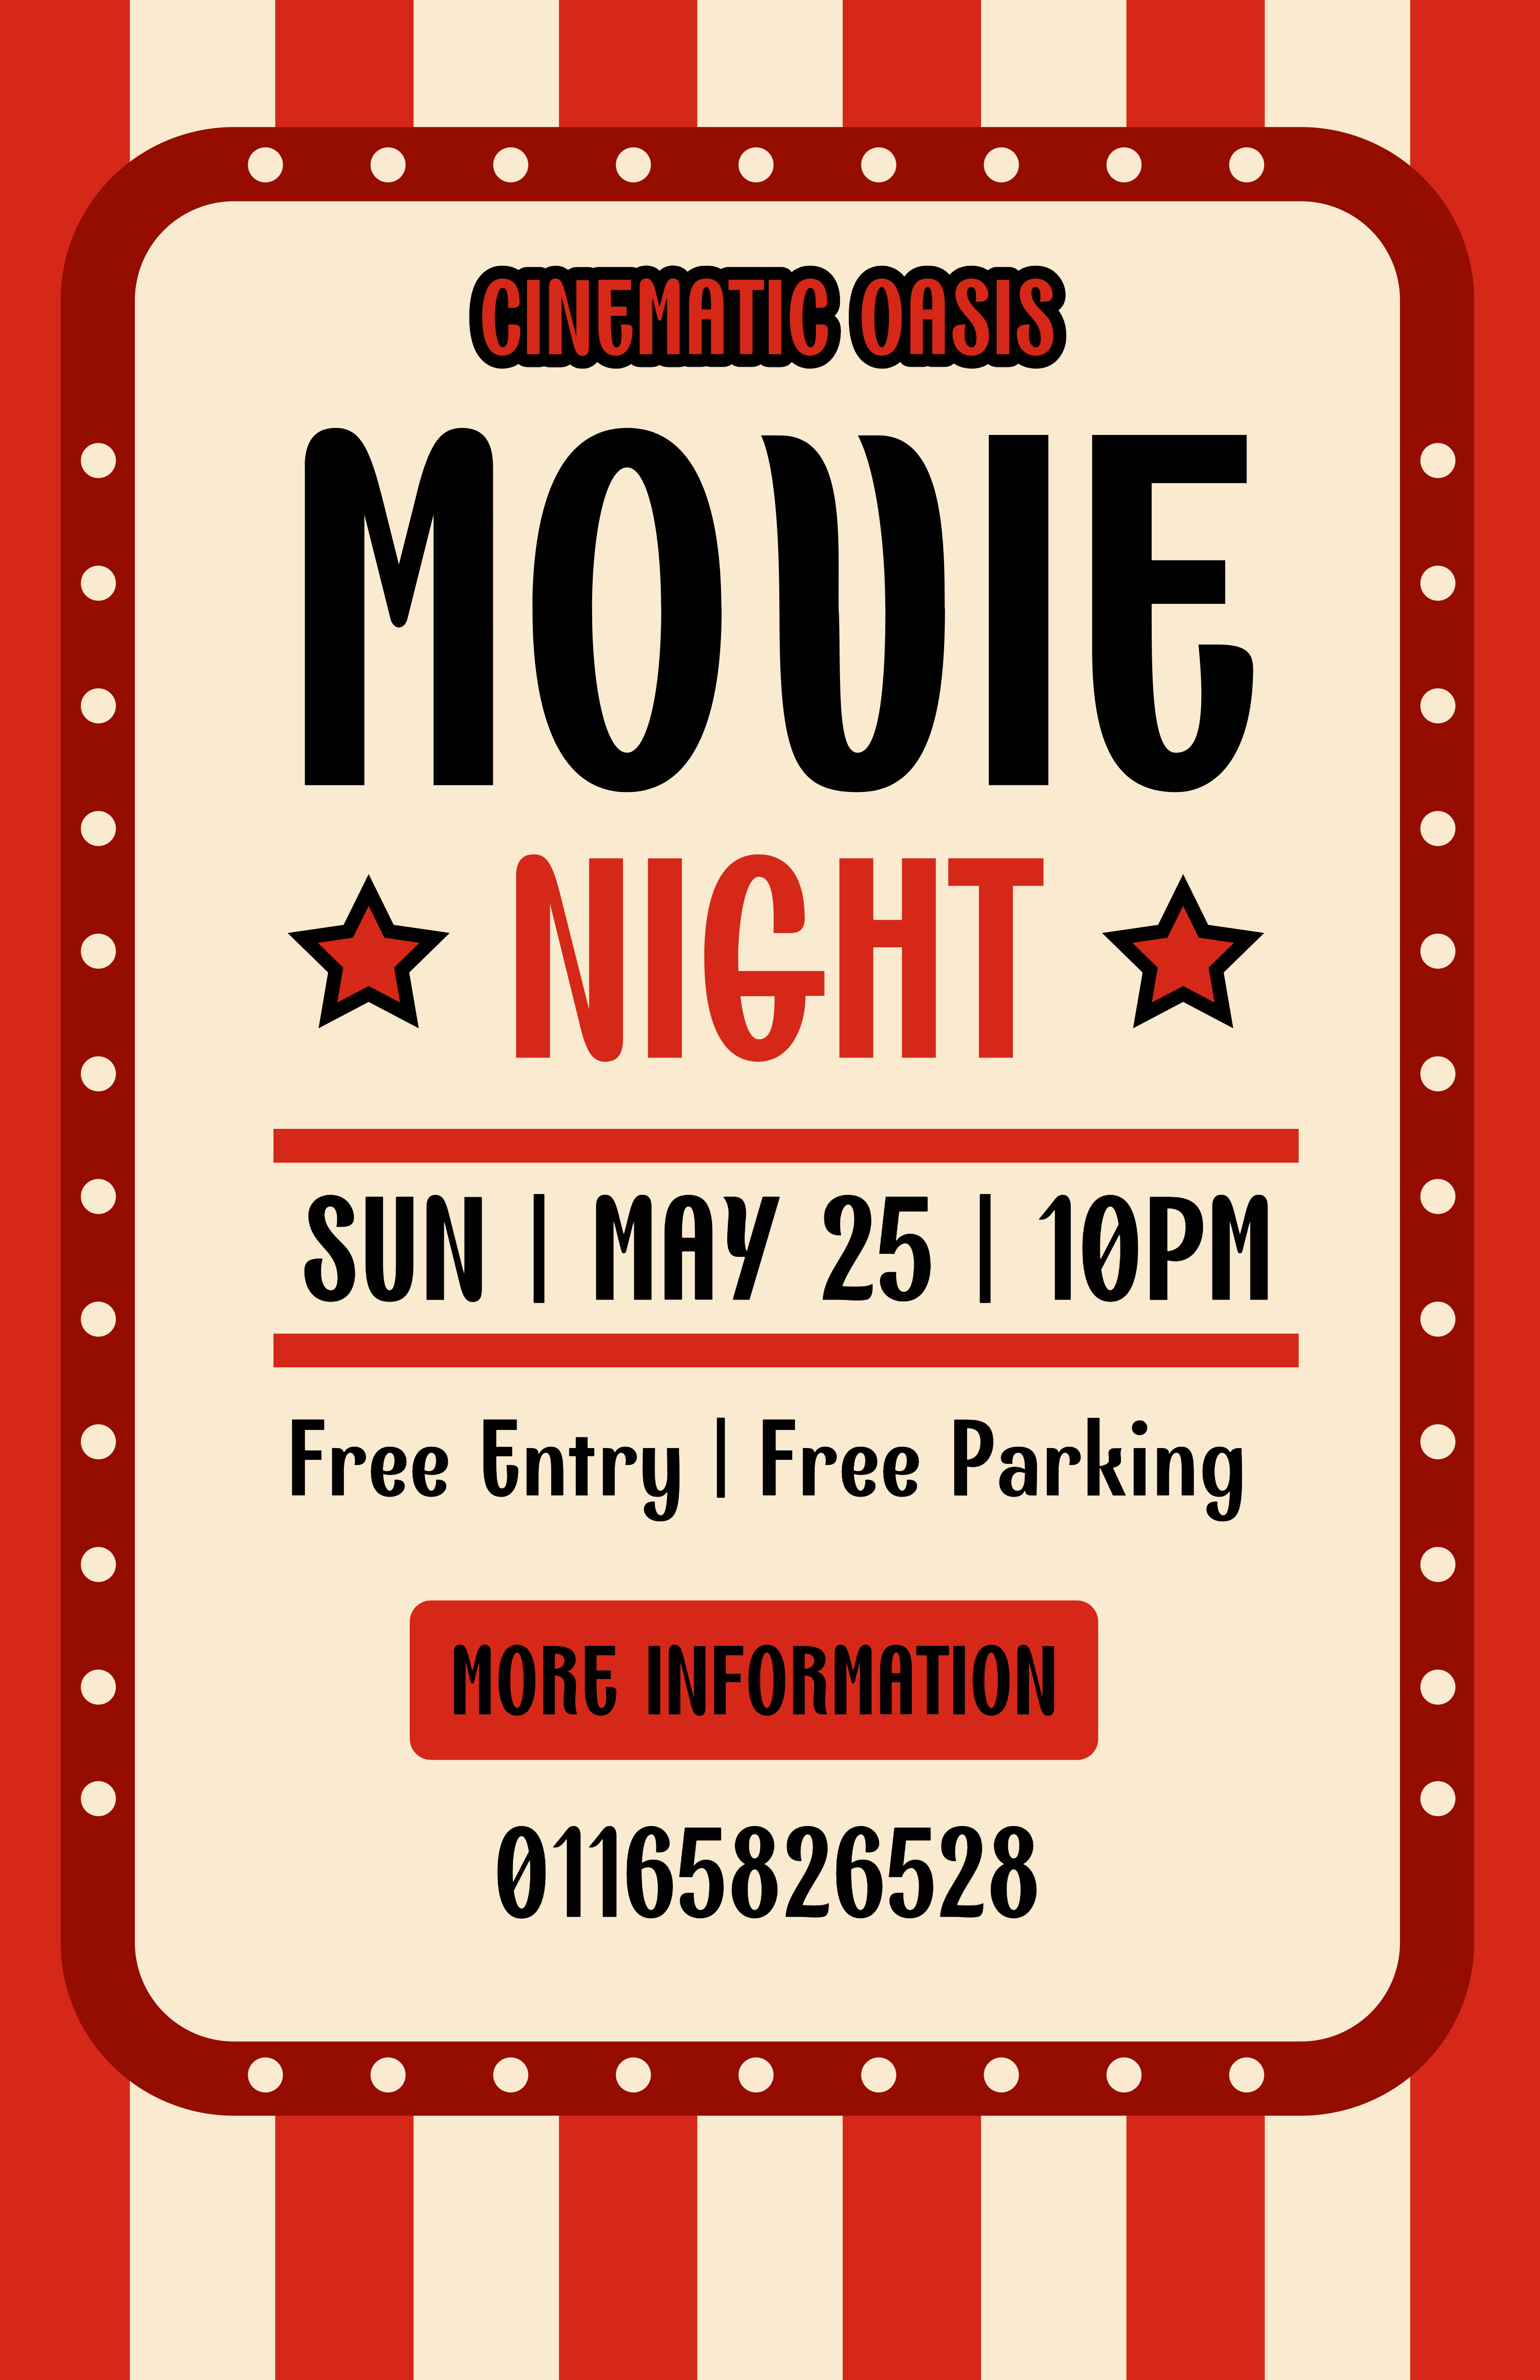 CINEMATIC OASIS
MOVIE
NIGHT
SUN | MAY 25 | 10PM
Free Entry | Free Parking
MORE INFORMATION
01165826528